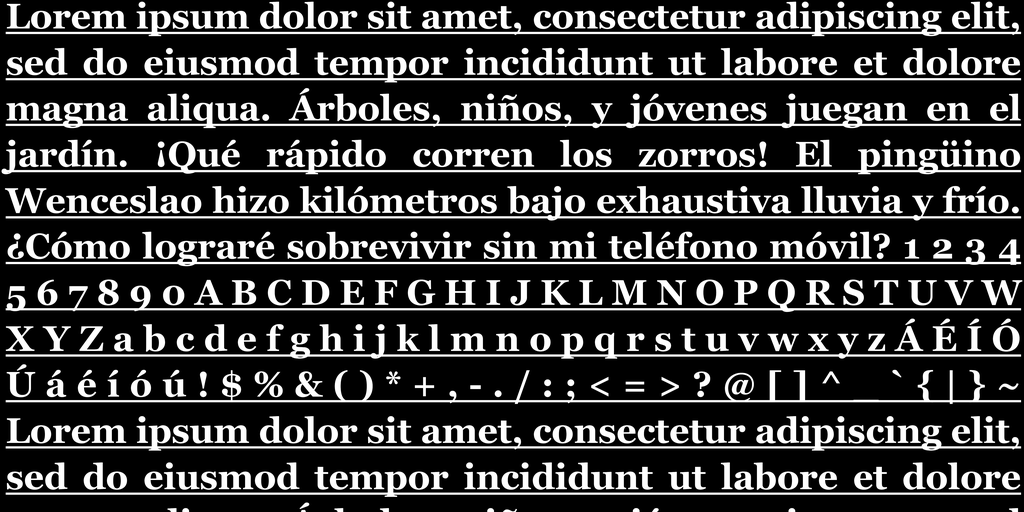 Lorem ipsum dolor sit amet, consectetur adipiscing elit,
sed do eiusmod tempor incididunt ut labore et dolore
magna aliqua. Árboles, niños, y jóvenes juegan en el
jardín. ¡Qué rápido corren los zorros! El pingüino
Wenceslao hizo kilómetros bajo exhaustiva lluvia y frío.
¿Cómo lograré sobrevivir sin mi teléfono móvil? 1 2 3 4
5 6 7 8 9 0 A B C D E F G H I J K L M N O P Q R S T U V W
X Y Z a b c d e f g h i j k l m n o p q r s t u v w x y z Á É Í Ó
Ú á é í ó ú ! $ % & ( ) * + , - . / : ; < = > ? @ [ ] ^ _ ` { | } ~
Lorem ipsum dolor sit amet, consectetur adipiscing elit,
sed do eiusmod tempor incididunt ut labore et dolore